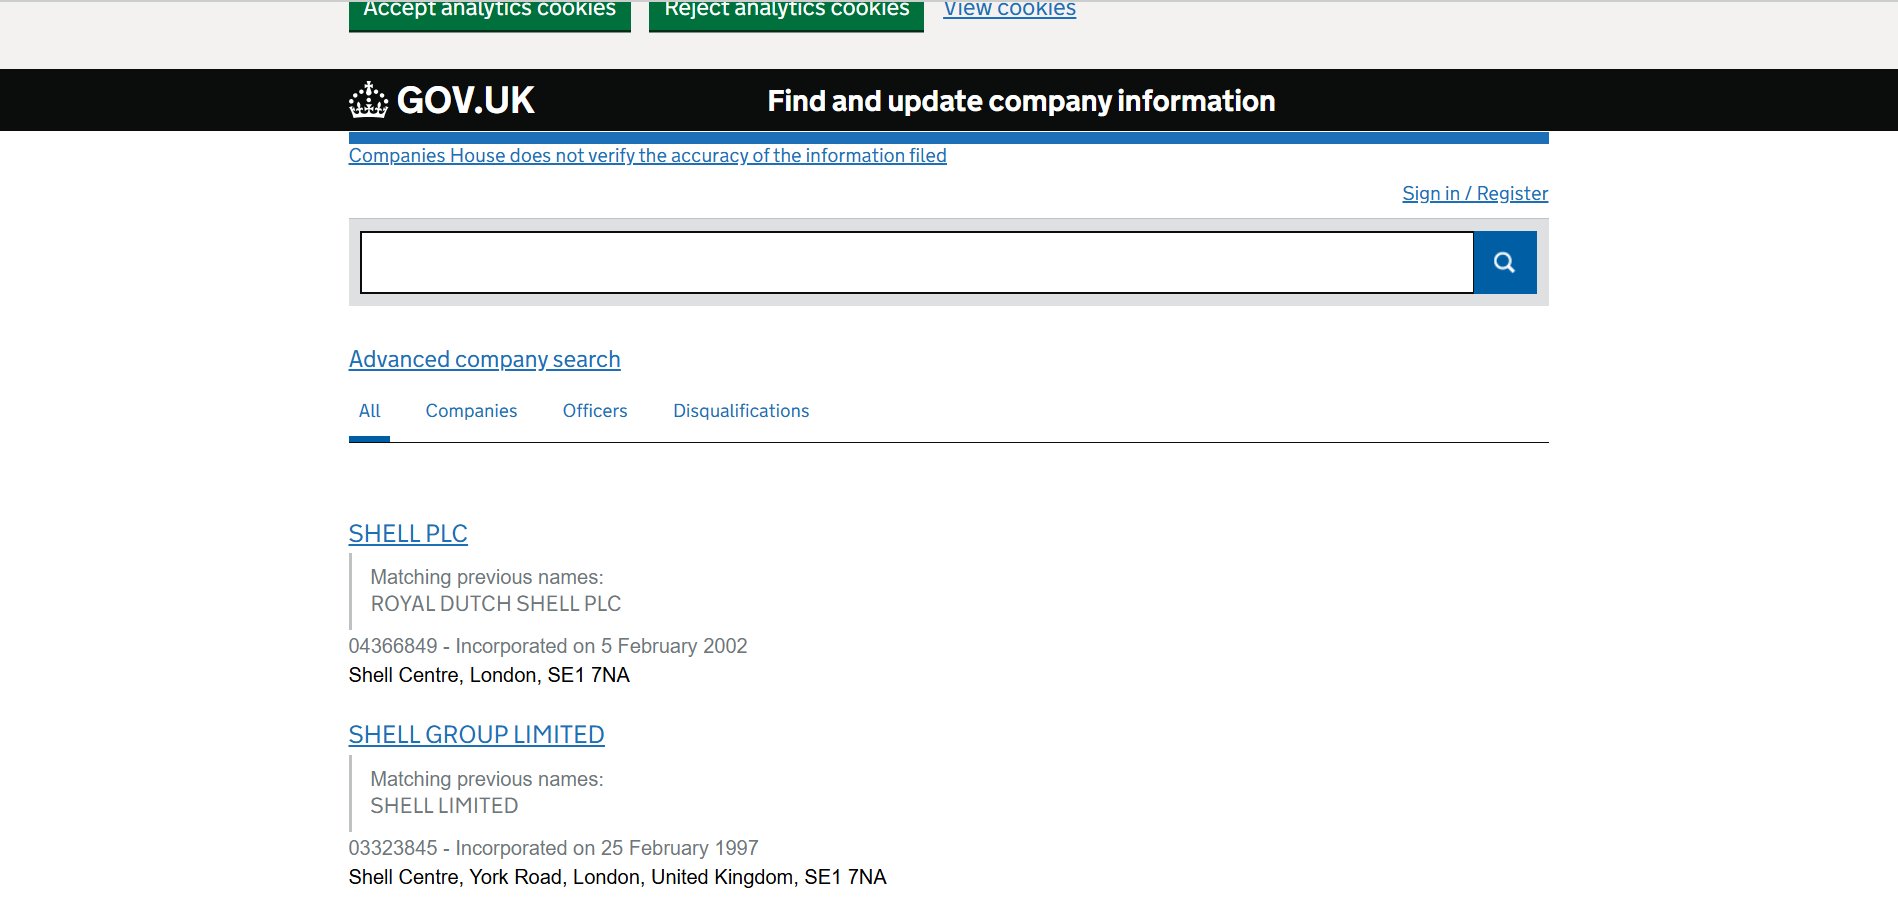 Accept analytics cookies Reject analytics cookies View cookies
GOV.UK Find and update company information
Companies House does not verify the accuracy of the information filed
Sign in / Register
Advanced company search
All Companies Officers Disqualifications
SHELL PLC
Matching previous names:
ROYAL DUTCH SHELL PLC
04366849 - Incorporated on 5 February 2002
Shell Centre, London, SE1 7NA
SHELL GROUP LIMITED
Matching previous names:
SHELL LIMITED
03323845 - Incorporated on 25 February 1997
Shell Centre, York Road, London, United Kingdom, SE1 7NA